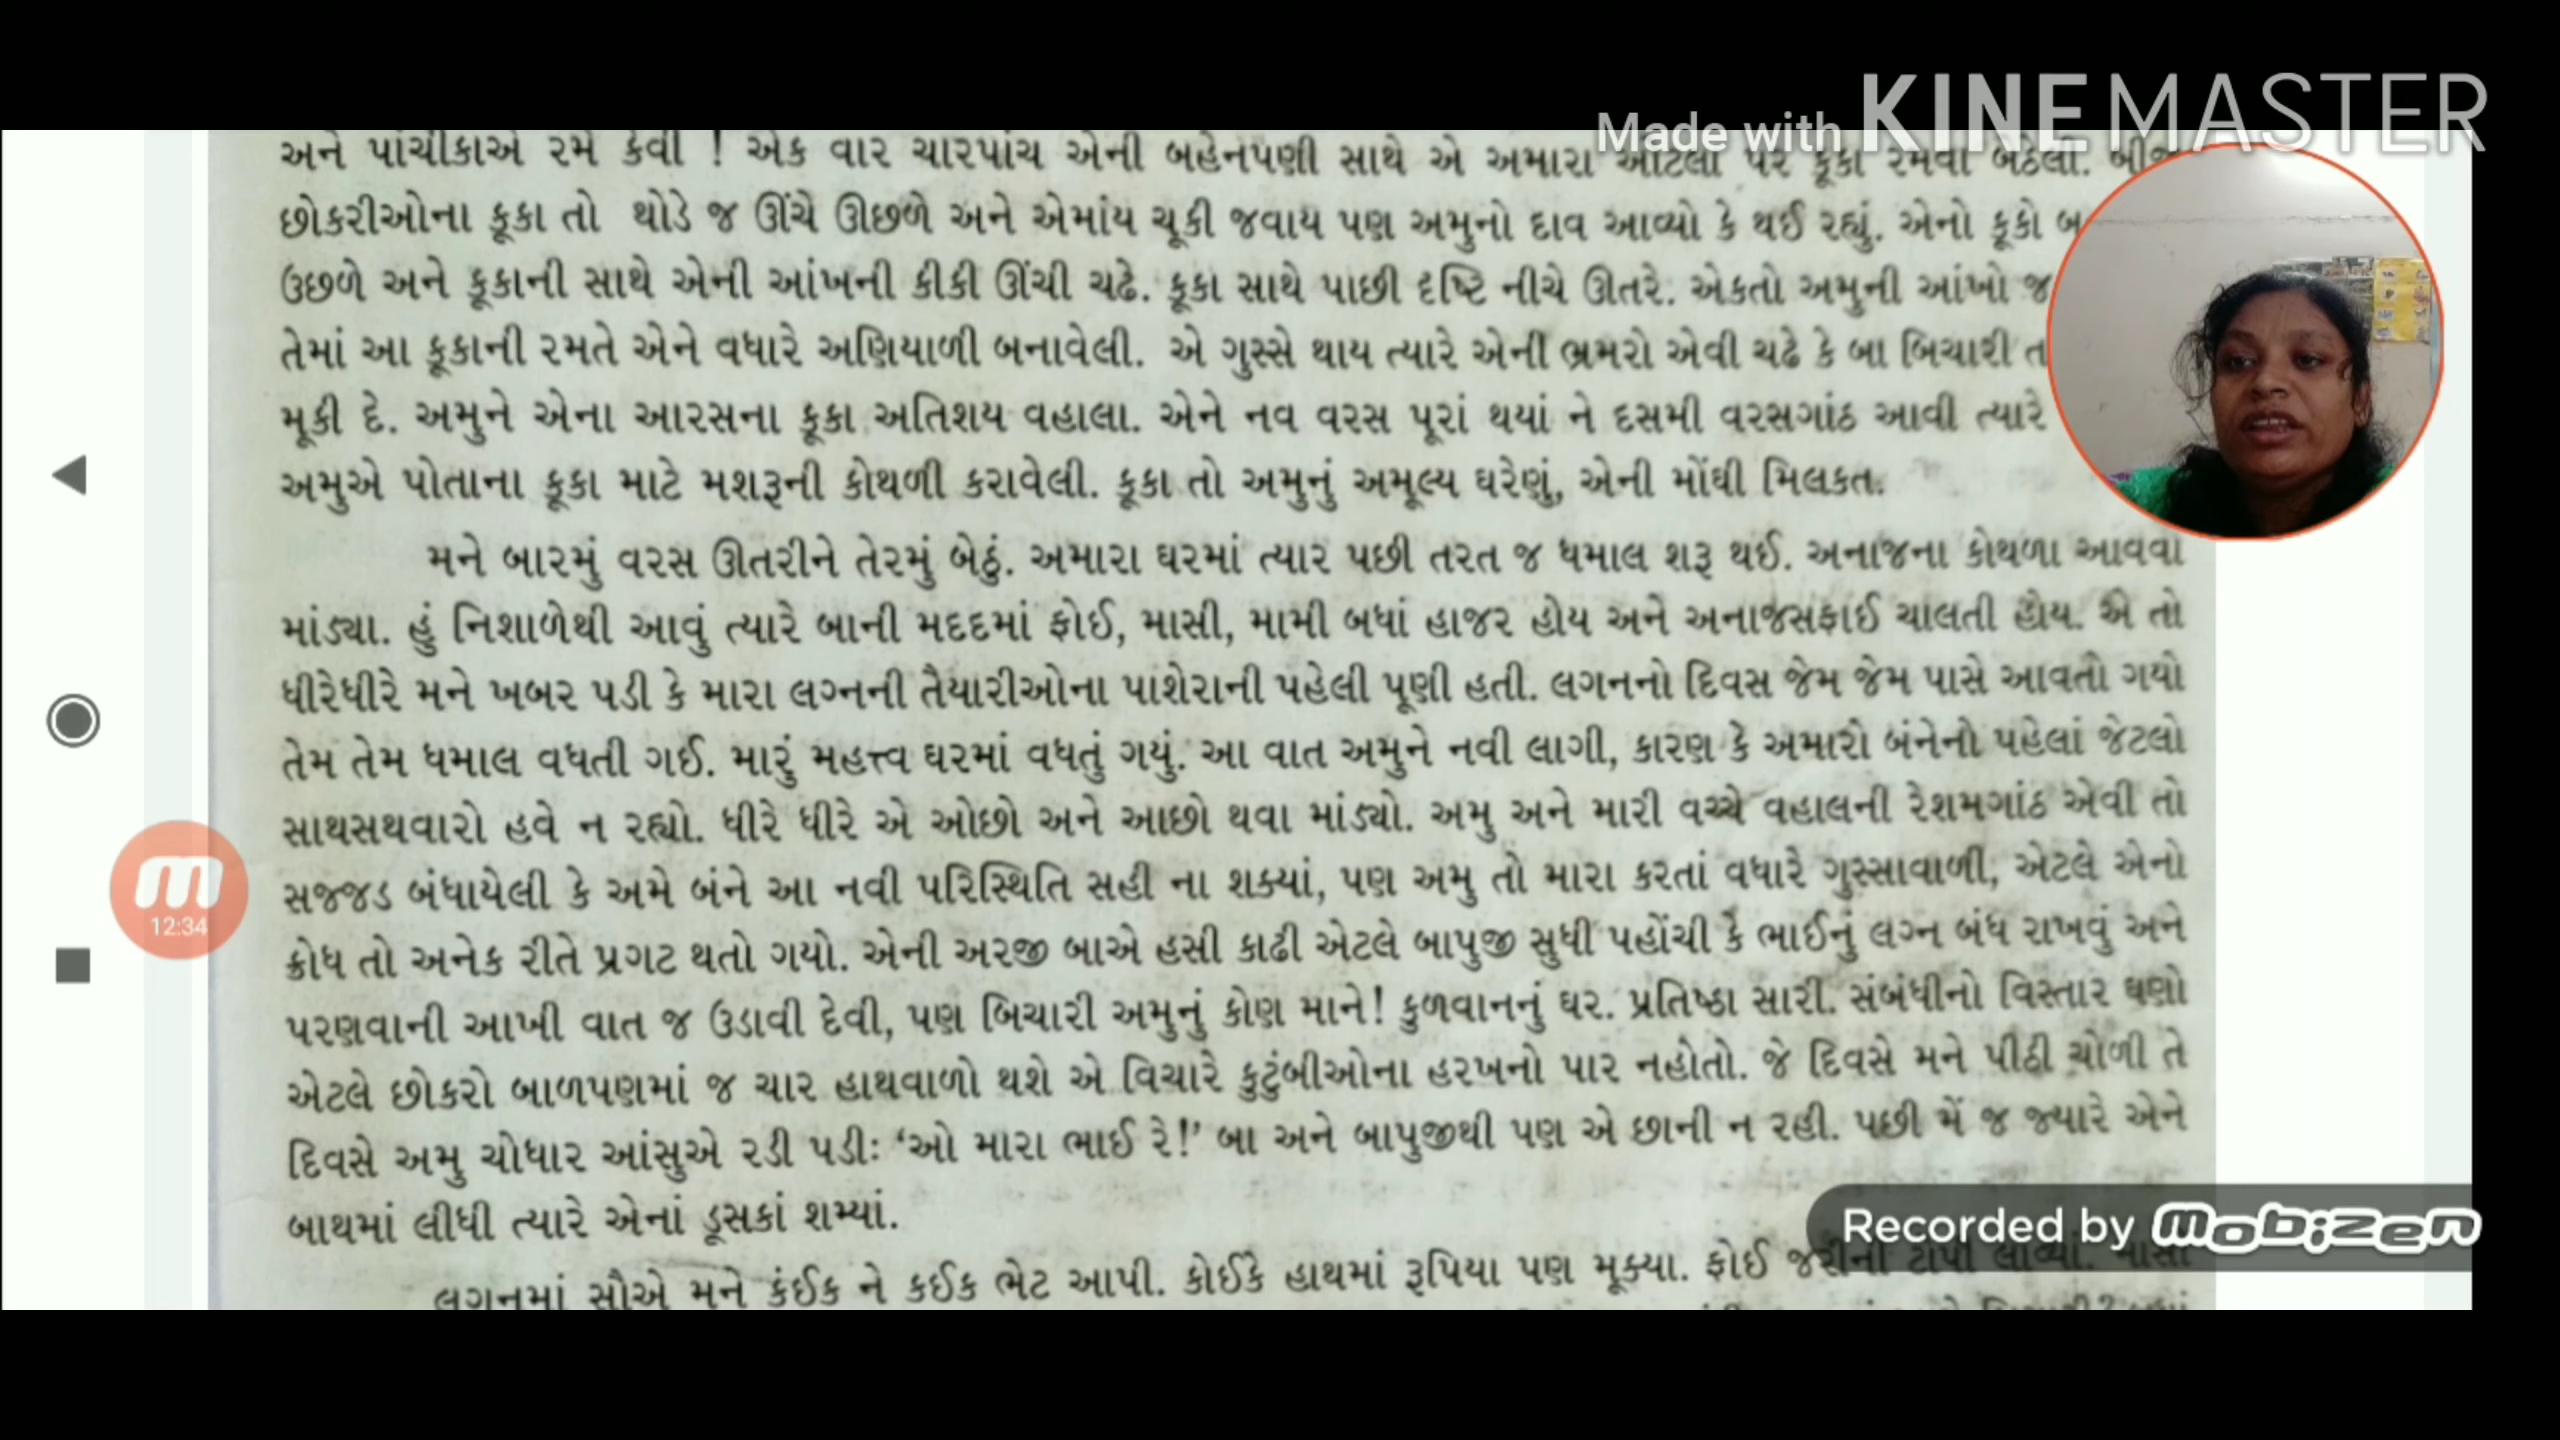 Made with KINEMASTER
અને પાંચીકાએ રમે કેવી ! એક વાર ચારપાંચ એની બહેનપણી સાથે એ અમારા ઓટલા પર કૂકા રમવા બેઠેલી.
છોકરીઓના કૂકા તો થોડે જ ઊંચે ઊછળે અને એમાંય ચૂકી જવાય પણ અમુનો દાવ આવ્યો કે થઈ રહ્યું. એનો કૂકો
ઉછળે અને કૂકાની સાથે એની આંખની કીકી ઊંચી ચઢે. કૂકા સાથે પાછી દૃષ્ટિ નીચે ઊતરે. એકતો અમુની આંખો જ
તેમાં આ કૂકાની રમતે એને વધારે અણિયાળી બનાવેલી. એ ગુસ્સે થાય ત્યારે એની ભ્રમરો એવી ચઢે કે બા બિચારી
મૂકી દે. અમુને એના આરસના કૂકા અતિશય વહાલા. એને નવ વરસ પૂરાં થયાં ને દસમી વરસગાંઠ આવી ત્યારે
અમુએ પોતાના કૂકા માટે મશરૂની કોથળી કરાવેલી. કૂકા તો અમુનું અમૂલ્ય ઘરેણું, એની મોંઘી મિલકત.
મને બારમું વરસ ઊતરીને તેરમું બેઠું. અમારા ઘરમાં ત્યાર પછી તરત જ ધમાલ શરૂ થઈ. અનાજના કોથળા આવવા
માંડ્યા. હું નિશાળેથી આવું ત્યારે બાની મદદમાં ફોઈ, માસી, મામી બધાં હાજર હોય અને અનાજસફાઈ ચાલતી હોય. એ તો
ધીરેધીરે મને ખબર પડી કે મારા લગ્નની તૈયારીઓના પાંશેરાની પહેલી પૂણી હતી. લગનનો દિવસ જેમ જેમ પાસે આવતો ગયો
તેમ તેમ ધમાલ વધતી ગઈ. મારું મહત્ત્વ ઘરમાં વધતું ગયું. આ વાત અમુને નવી લાગી, કારણ કે અમારો બંનેનો પહેલાં જેટલો
સાથસથવારો હવે ન રહ્યો. ધીરે ધીરે એ ઓછો અને આછો થવા માંડ્યો. અમુ અને મારી વચ્ચે વહાલની રેશમગાંઠ એવી તો
સજ્જડ બંધાયેલી કે અમે બંને આ નવી પરિસ્થિતિ સહી ના શક્યાં, પણ અમુ તો મારા કરતાં વધારે ગુસ્સાવાળી, એટલે એનો
ક્રોધ તો અનેક રીતે પ્રગટ થતો ગયો. એની અરજી બાએ હસી કાઢી એટલે બાપુજી સુધી પહોંચી કે ભાઈનું લગ્ન બંધ રાખવું અને
પરણવાની આખી વાત જ ઉડાવી દેવી, પણ બિચારી અમુનું કોણ માને! કુળવાનનું ઘર. પ્રતિષ્ઠા સારી. સંબંધીનો વિસ્તાર ઘણો
એટલે છોકરો બાળપણમાં જ ચાર હાથવાળો થશે એ વિચારે કુટુંબીઓના હરખનો પાર નહોતો. જે દિવસે મને પીઠી ચોળી તે
દિવસે અમુ ચોધાર આંસુએ રડી પડીઃ ‘ઓ મારા ભાઈ રે!’ બા અને બાપુજીથી પણ એ છાની ન રહી. પછી મેં જ જ્યારે એને
બાથમાં લીધી ત્યારે એનાં ડૂસકાં શમ્યાં.
લગનમાં સૌએ મને કંઈક ને કઈક ભેટ આપી. કોઈકે હાથમાં રૂપિયા પણ મૂક્યા. ફોઈ જરીની ટોપી લાવ્યાં.
12:34
Recorded by mobizen